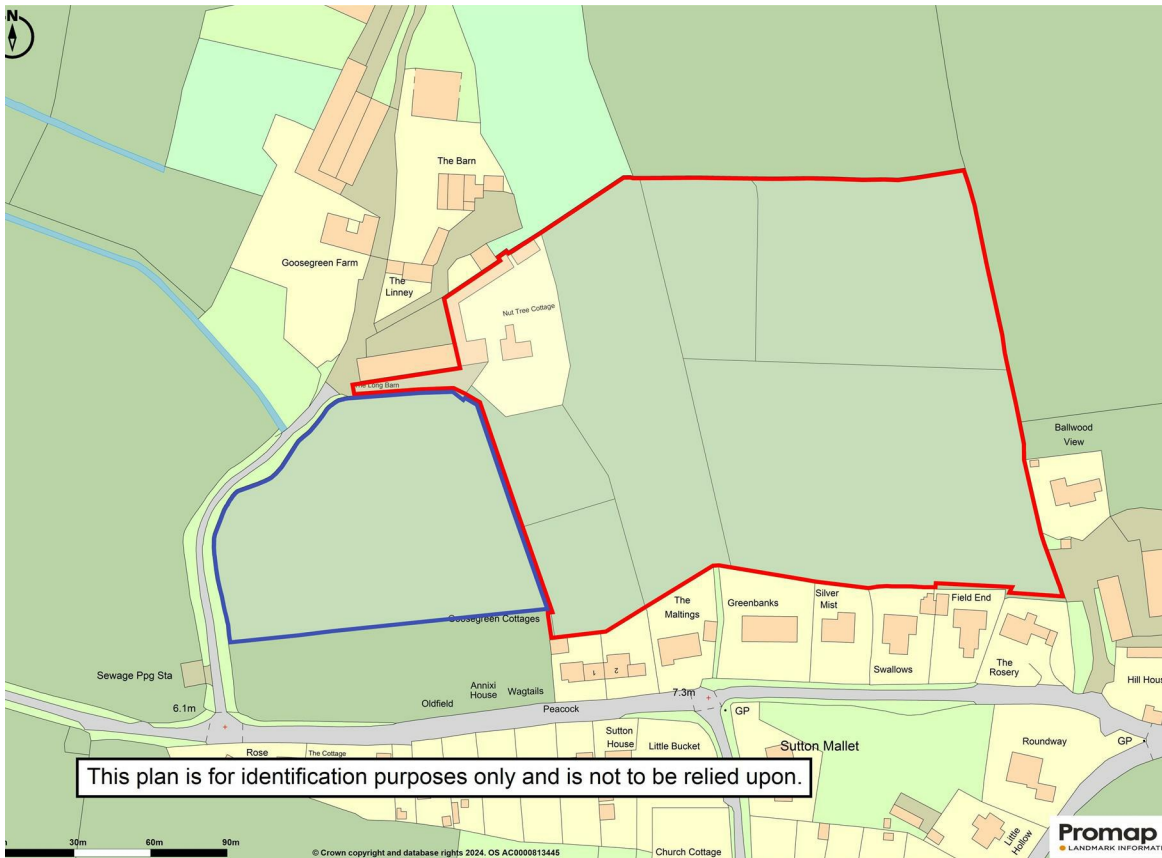 N
The Barn
Goosegreen Farm
The
Linney
Nut Tree Cottage
The Long Barn
Ballwood
View
Goosegreen Cottages
The
Maltings
Greenbanks
Silver
Mist
Field End
Swallows
The
Rosery
1
2
Sewage Ppg Sta
6.1m
Annixi
House
Wagtails
Oldfield
Peacock
7.3m
GP
Hill Hous
Rose
The Cottage
Sutton
House
Little Bucket
Sutton Mallet
Roundway
GP
This plan is for identification purposes only and is not to be relied upon.
Little
Hollow
Church Cottage
30m
60m
90m
© Crown copyright and database rights 2024. OS AC0000813445
Promap
LANDMARK INFORMATI